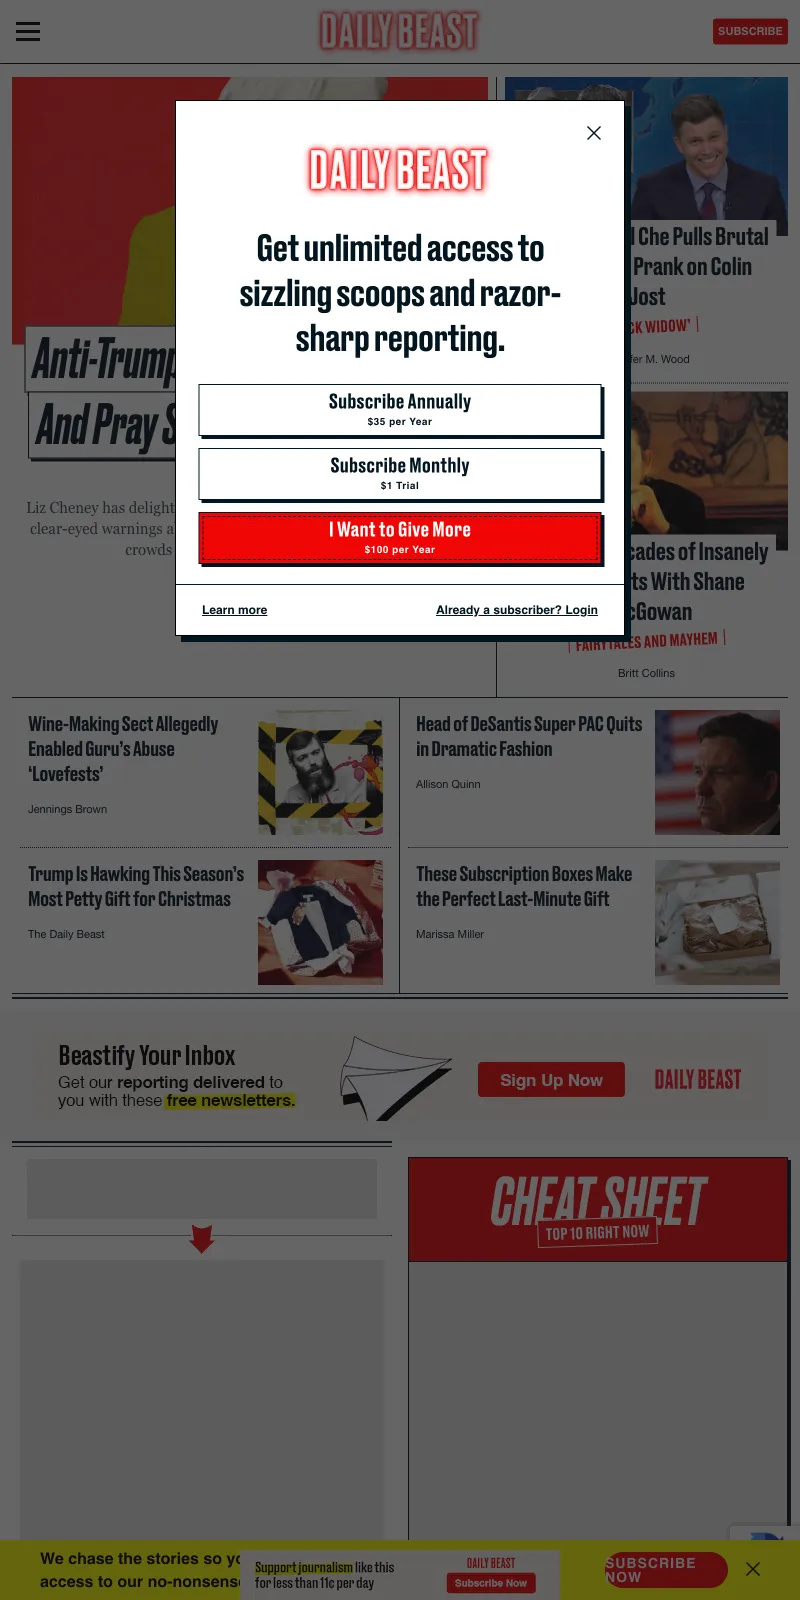 DAILY BEAST
SUBSCRIBE
DAILY BEAST
Get unlimited access to
sizzling scoops and razor-
sharp reporting.
Subscribe Annually
$35 per Year
Subscribe Monthly
$1 Trial
I Want to Give More
$100 per Year
Learn more
Already a subscriber? Login
Anti-Trump
And Pray
Liz Cheney has delight
clear-eyed warnings a
crowds
Che Pulls Brutal
Prank on Colin
Jost
WIDOW'
M. Wood
of Insanely
With Shane
FAIRYTALES AND MAYHEM
Britt Collins
Wine-Making Sect Allegedly
Enabled Guru's Abuse
'Lovefests'
Jennings Brown
Head of DeSantis Super PAC Quits
in Dramatic Fashion
Allison Quinn
Trump Is Hawking This Season's
Most Petty Gift for Christmas
The Daily Beast
These Subscription Boxes Make
the Perfect Last-Minute Gift
Marissa Miller
Beastify Your Inbox
Get our reporting delivered to
you with these free newsletters.
Sign Up Now
DAILY BEAST
CHEAT SHEET
TOP 10 RIGHT NOW
We chase the stories so
access to our no-nonsens
Support journalism like this
for less than 11¢ per day
DAILY BEAST
Subscribe Now
SUBSCRIBE
NOW